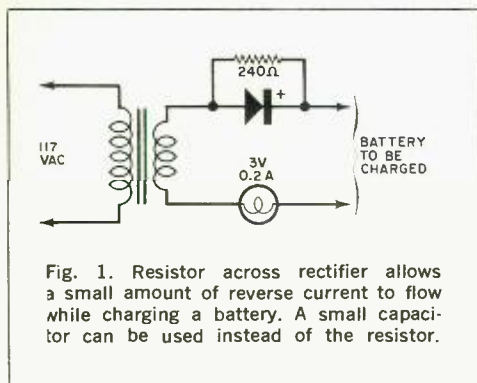 240Ω
+
117
VAC
3V
0.2 A
BATTERY
TO BE
CHARGED
Fig. 1. Resistor across rectifier allows
a small amount of reverse current to flow
while charging a battery. A small capaci-
tor can be used instead of the resistor.